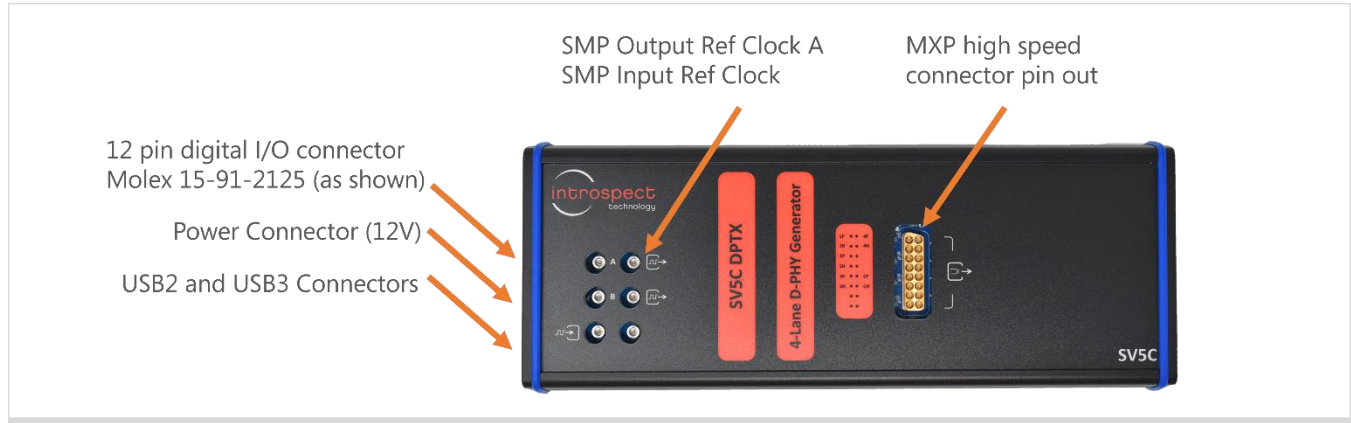 SMP Output Ref Clock A
SMP Input Ref Clock
MXP high speed
connector pin out
12 pin digital I/O connector
Molex 15-91-2125 (as shown)
Power Connector (12V)
USB2 and USB3 Connectors
introspect
technology
A
B
SV5C DPTX
4-Lane D-PHY Generator
SV5C